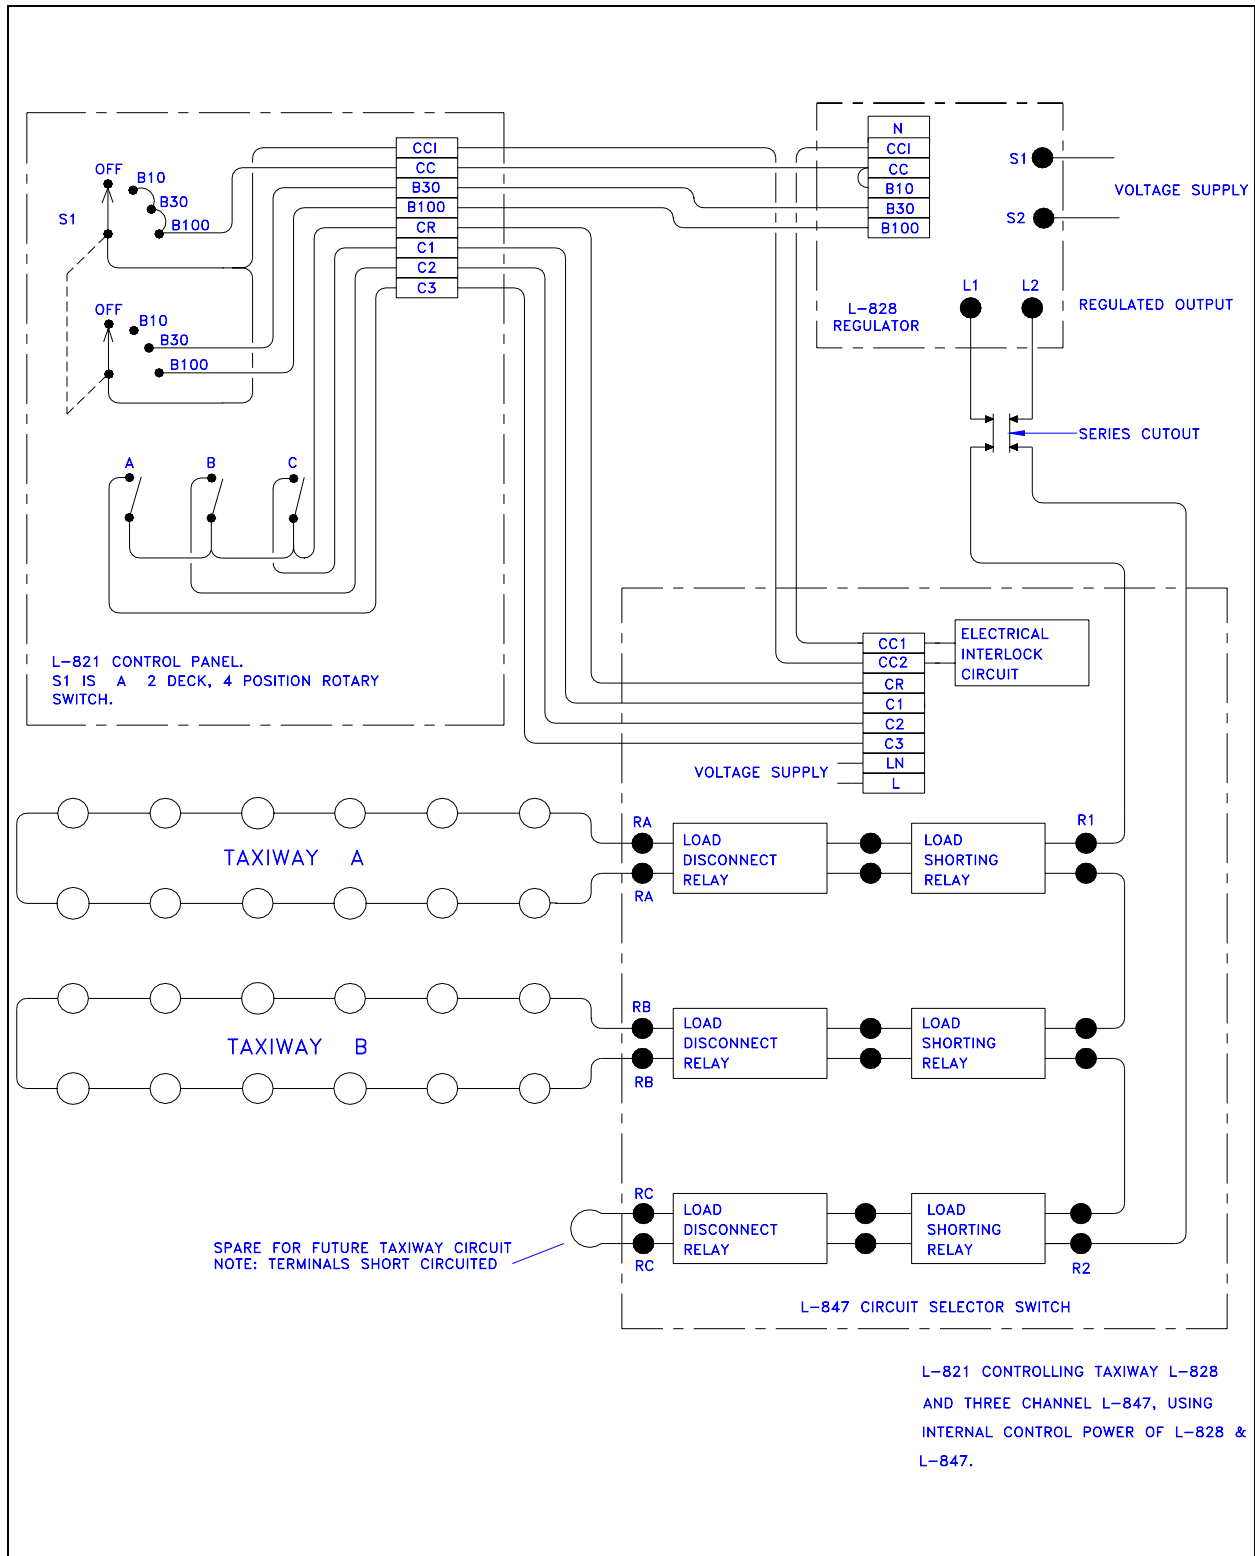 OFF
B10
B30
B100
S1
OFF
B10
B30
B100
CCI
CC
B30
B100
CR
C1
C2
C3
A
B
C
L-821 CONTROL PANEL.
S1 IS A 2 DECK, 4 POSITION ROTARY
SWITCH.
N
CCI
CC
B10
B30
B100
S1
S2
VOLTAGE SUPPLY
L1
L2
REGULATED OUTPUT
L-828
REGULATOR
SERIES CUTOUT
CC1
CC2
CR
C1
C2
C3
LN
L
ELECTRICAL
INTERLOCK
CIRCUIT
VOLTAGE SUPPLY
TAXIWAY A
RA
RA
LOAD
DISCONNECT
RELAY
LOAD
SHORTING
RELAY
R1
TAXIWAY B
RB
RB
LOAD
DISCONNECT
RELAY
LOAD
SHORTING
RELAY
RC
RC
LOAD
DISCONNECT
RELAY
LOAD
SHORTING
RELAY
R2
SPARE FOR FUTURE TAXIWAY CIRCUIT
NOTE: TERMINALS SHORT CIRCUITED
L-847 CIRCUIT SELECTOR SWITCH
L-821 CONTROLLING TAXIWAY L-828
AND THREE CHANNEL L-847, USING
INTERNAL CONTROL POWER OF L-828 &
L-847.